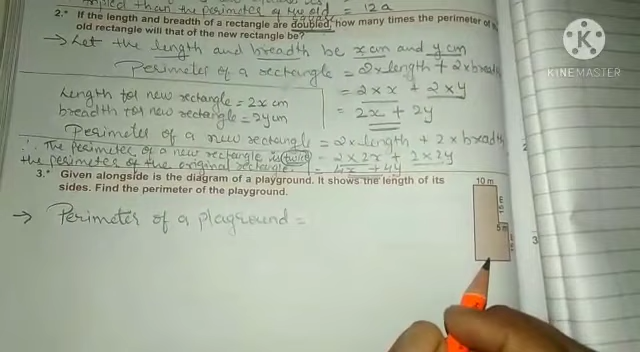 than the perimeter of = 12a
2.* If the length and breadth of a rectangle are doubled, how many times the perimeter of
old rectangle will that of the new rectangle be?
→ Let the length and breadth be x cm and y cm
Perimeter of a rectangle = 2×length + 2×breadth
= 2×x + 2×y
= 2x + 2y
Length for new rectangle = 2x cm
breadth for new rectangle = 2y cm
Perimeter of a new rectangle = 2×length + 2×breadth
= 2×2x + 2×2y
= 4x + 4y
∴ The perimeter of a new rectangle is twice
the perimeter of the original rectangle.
3.* Given alongside is the diagram of a playground. It shows the length of its
sides. Find the perimeter of the playground.
→ Perimeter of a playground =
10 m
5 m
3
KINEMASTER